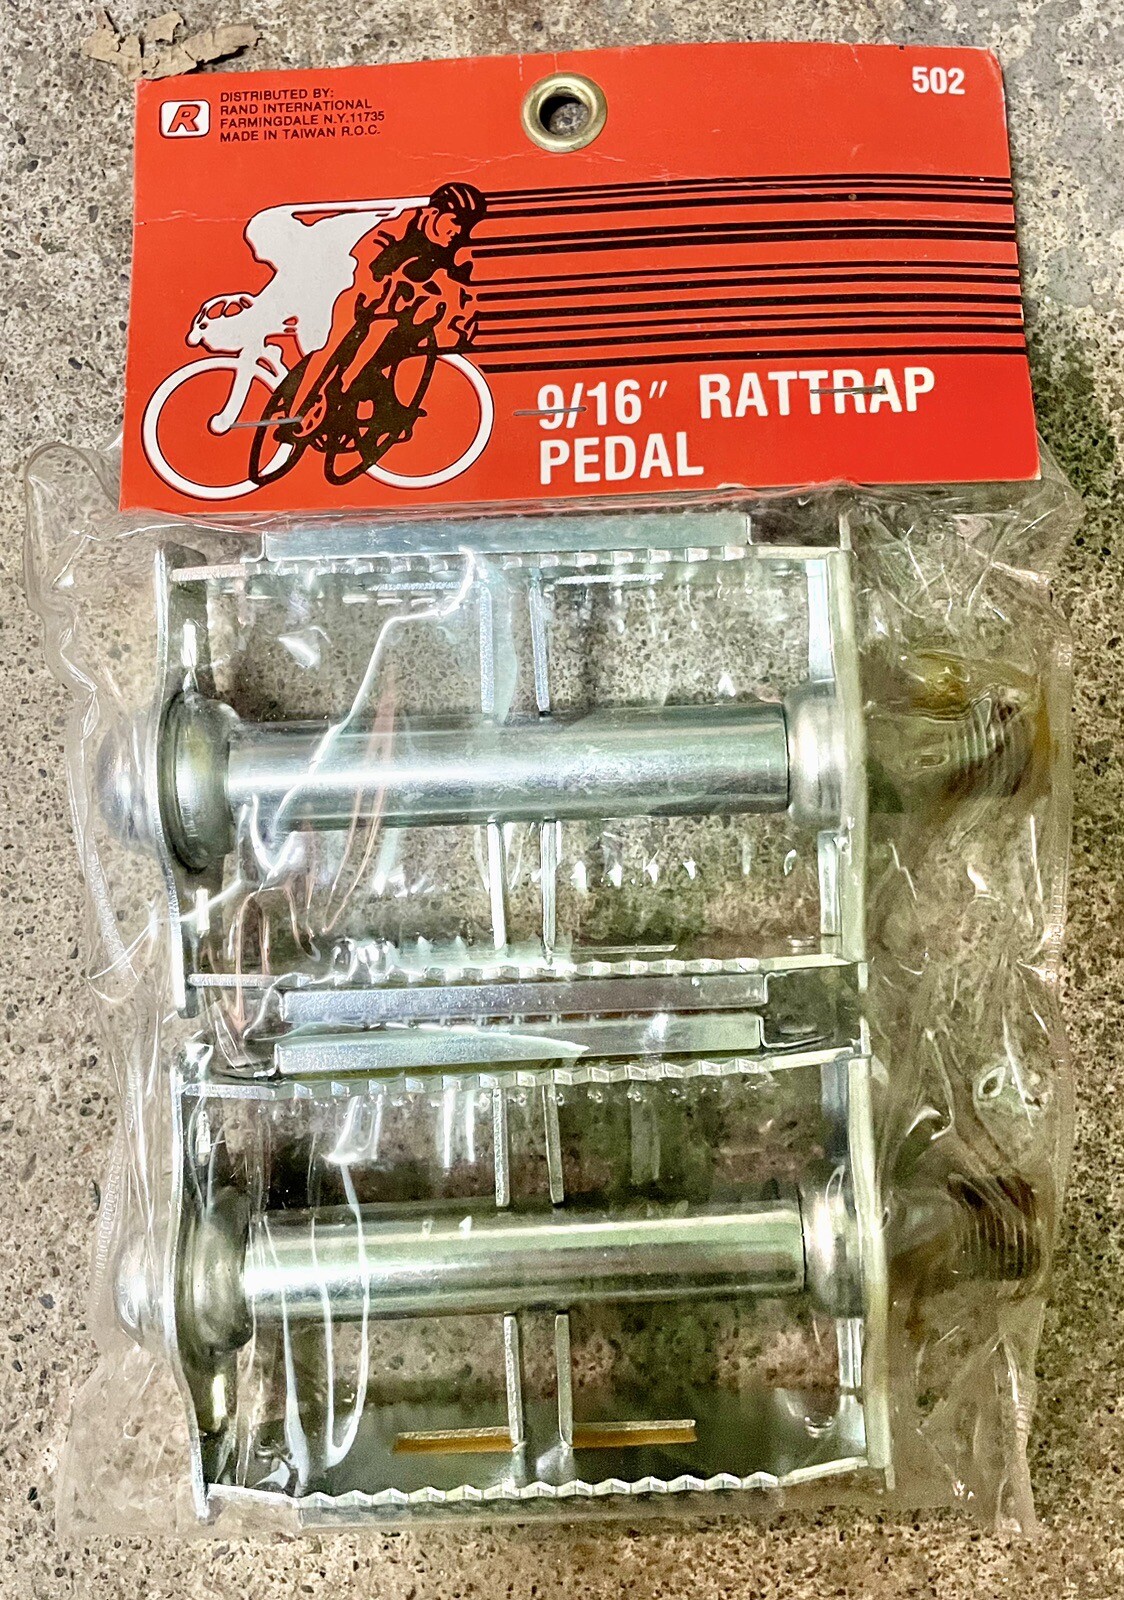 R
DISTRIBUTED BY:
RAND INTERNATIONAL
FARMINGDALE N.Y.11735
MADE IN TAIWAN R.O.C.
502
9/16" RATTRAP
PEDAL